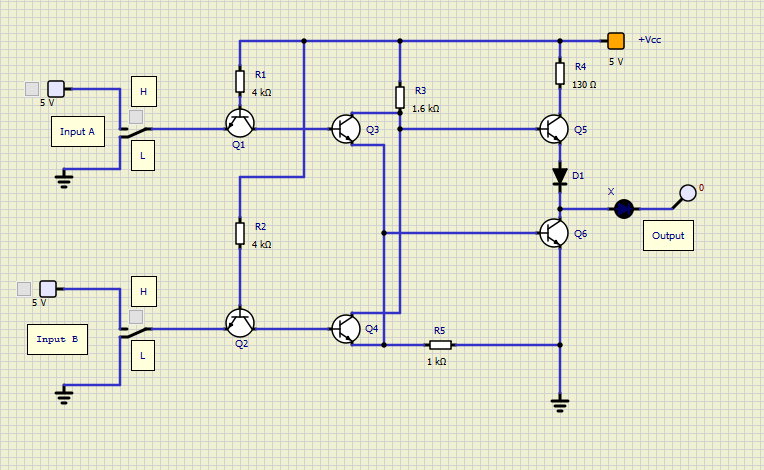 +Vcc
5 V
R1
4 kΩ
R3
1.6 kΩ
R4
130 Ω
5 V
H
Input A
L
Q1
Q3
Q5
D1
X
0
R2
4 kΩ
Q6
Output
5 V
H
Input B
L
Q2
Q4
R5
1 kΩ